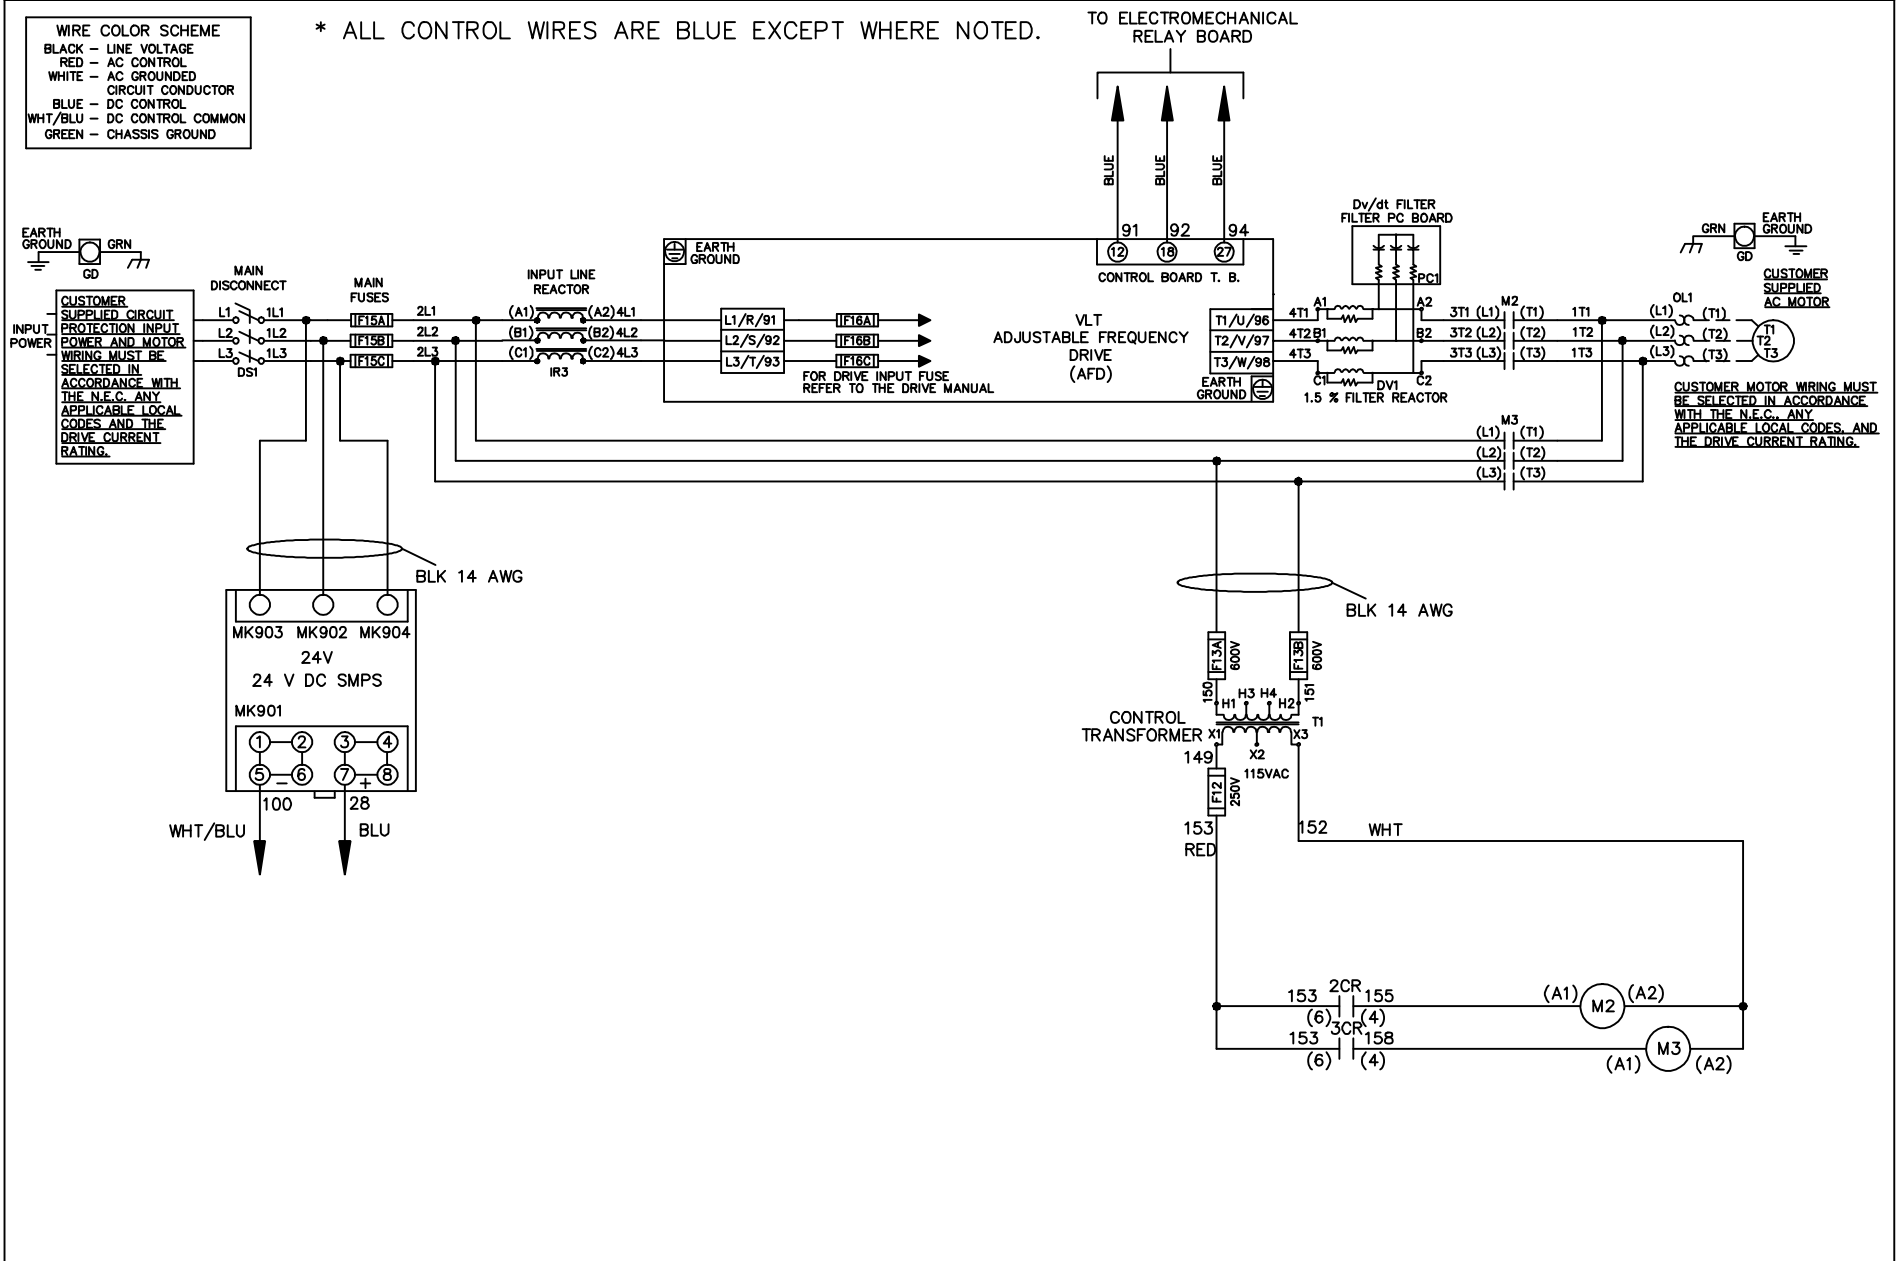 WIRE COLOR SCHEME
BLACK – LINE VOLTAGE
RED – AC CONTROL
WHITE – AC GROUNDED
CIRCUIT CONDUCTOR
BLUE – DC CONTROL
WHT/BLU – DC CONTROL COMMON
GREEN – CHASSIS GROUND
* ALL CONTROL WIRES ARE BLUE EXCEPT WHERE NOTED.
TO ELECTROMECHANICAL
RELAY BOARD
BLUE
BLUE
BLUE
91 92 94
12 18 27
CONTROL BOARD T. B.
EARTH
GROUND
GRN
GD
INPUT
POWER
CUSTOMER
SUPPLIED CIRCUIT
PROTECTION INPUT
POWER AND MOTOR
WIRING MUST BE
SELECTED IN
ACCORDANCE WITH
THE N.E.C. ANY
APPLICABLE LOCAL
CODES AND THE
DRIVE CURRENT
RATING.
MAIN
DISCONNECT
L1 1L1
L2 1L2
L3 1L3
DS1
MAIN
FUSES
F15A
F15B
F15C
2L1
2L2
2L3
INPUT LINE
REACTOR
(A1) (A2) 4L1
(B1) (B2) 4L2
(C1) (C2) 4L3
IR3
EARTH
GROUND
L1/R/91
L2/S/92
L3/T/93
F16A
F16B
F16C
FOR DRIVE INPUT FUSE
REFER TO THE DRIVE MANUAL
VLT
ADJUSTABLE FREQUENCY
DRIVE
(AFD)
T1/U/96
T2/V/97
T3/W/98
EARTH
GROUND
Dv/dt FILTER
FILTER PC BOARD
PC1
4T1 A1 A2
4T2 B1 B2
4T3
C1 DV1 C2
1.5 % FILTER REACTOR
M2
3T1 (L1) (T1) 1T1
3T2 (L2) (T2) 1T2
3T3 (L3) (T3) 1T3
M3
(L1) (T1)
(L2) (T2)
(L3) (T3)
OL1
(L1) (T1)
(L2) (T2)
(L3) (T3)
T1
T2
T3
GRN
GD
EARTH
GROUND
CUSTOMER
SUPPLIED
AC MOTOR
CUSTOMER MOTOR WIRING MUST
BE SELECTED IN ACCORDANCE
WITH THE N.E.C., ANY
APPLICABLE LOCAL CODES, AND
THE DRIVE CURRENT RATING.
BLK 14 AWG
MK903 MK902 MK904
24V
24 V DC SMPS
MK901
1 2 3 4
5 – 6 7 + 8
100 28
WHT/BLU BLU
BLK 14 AWG
F13A
600V
F13B
600V
150
151
H1 H3 H4 H2
T1
CONTROL
TRANSFORMER
X1 X2 X3
149
115VAC
F12
250V
153
RED
152 WHT
2CR
153 155
(6) (4)
(A1) M2 (A2)
3CR
153 158
(6) (4)
(A1) M3 (A2)